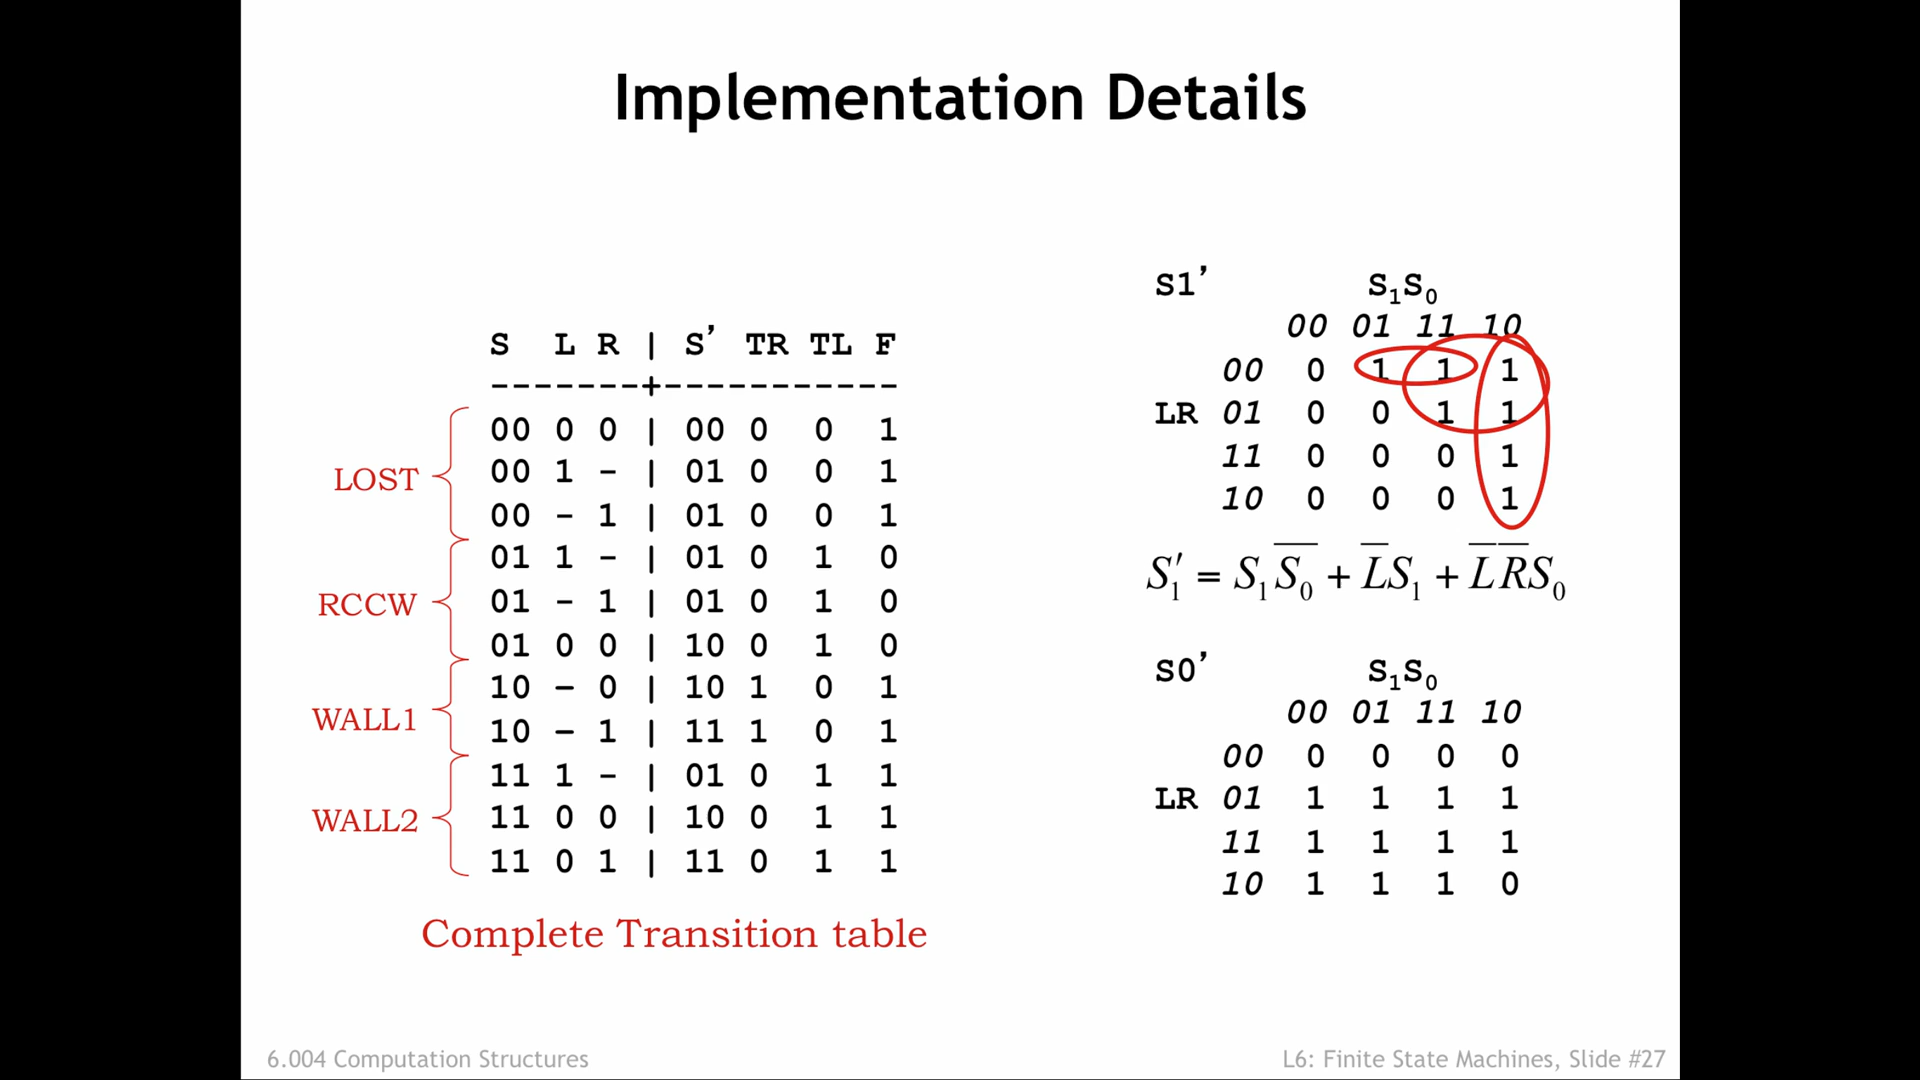 Implementation Details
S L R | S' TR TL F
-------+-----------
LOST
00 0 0 | 00 0 0 1
00 1 - | 01 0 0 1
00 - 1 | 01 0 0 1
RCCW
01 1 - | 01 0 1 0
01 - 1 | 01 0 1 0
01 0 0 | 10 0 1 0
WALL1
10 - 0 | 10 1 0 1
10 - 1 | 11 1 0 1
WALL2
11 1 - | 01 0 1 1
11 0 0 | 10 0 1 1
11 0 1 | 11 0 1 1
Complete Transition table
S1' S₁S₀
00 01 11 10
00 0 1 1 1
LR 01 0 0 1 1
11 0 0 0 1
10 0 0 0 1
S₁′ = S₁S̅₀ + L̅S₁ + L̅R̅S₀
S0' S₁S₀
00 01 11 10
00 0 0 0 0
LR 01 1 1 1 1
11 1 1 1 1
10 1 1 1 0
6.004 Computation Structures
L6: Finite State Machines, Slide #27